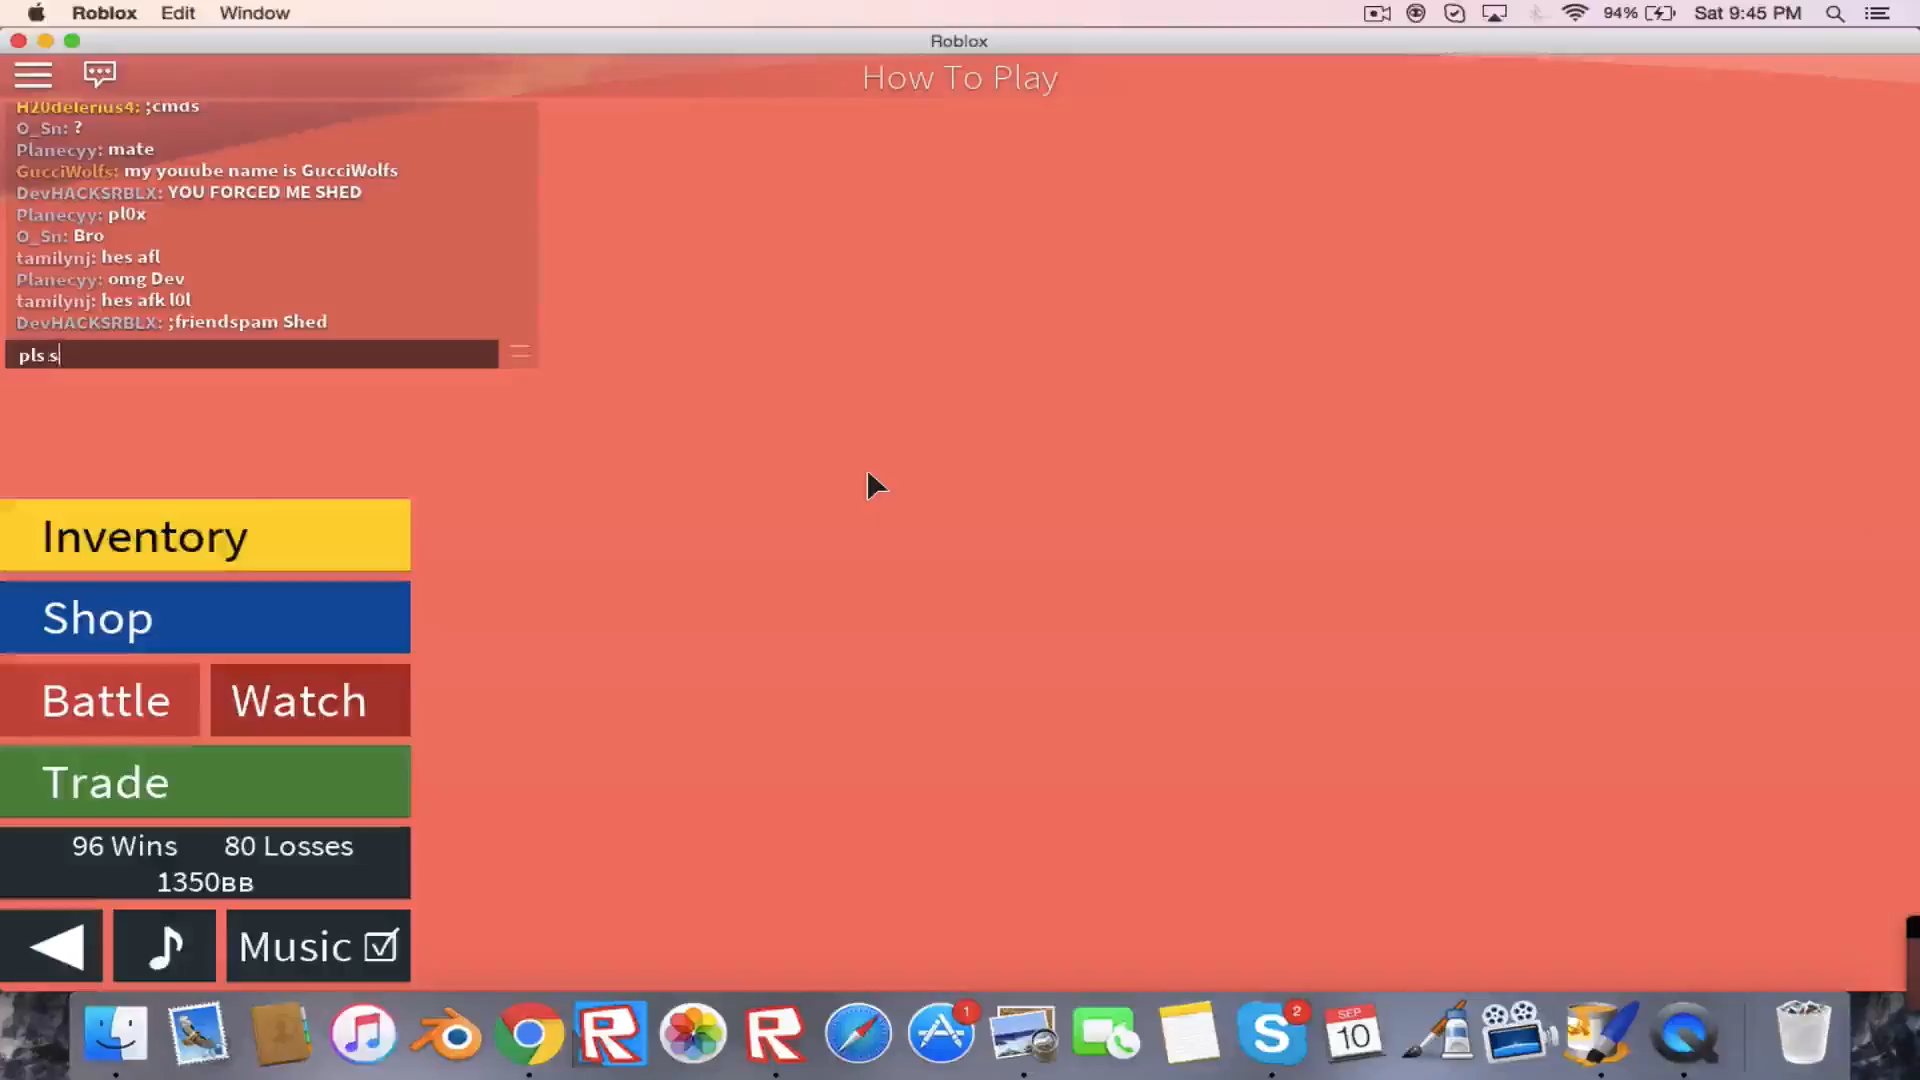 Roblox Edit Window 94% Sat 9:45 PM
Roblox
How To Play
H20delerius4: ;cmds
O_Sn: ?
Planecyy: mate
GucciWolfs: my youube name is GucciWolfs
DevHACKSRBLX: YOU FORCED ME SHED
Planecyy: pl0x
O_Sn: Bro
tamilynj: hes afl
Planecyy: omg Dev
tamilynj: hes afk l0l
DevHACKSRBLX: ;friendspam Shed
pls s
Inventory
Shop
Battle Watch
Trade
96 Wins 80 Losses
1350BB
Music
1
2
SEP
10